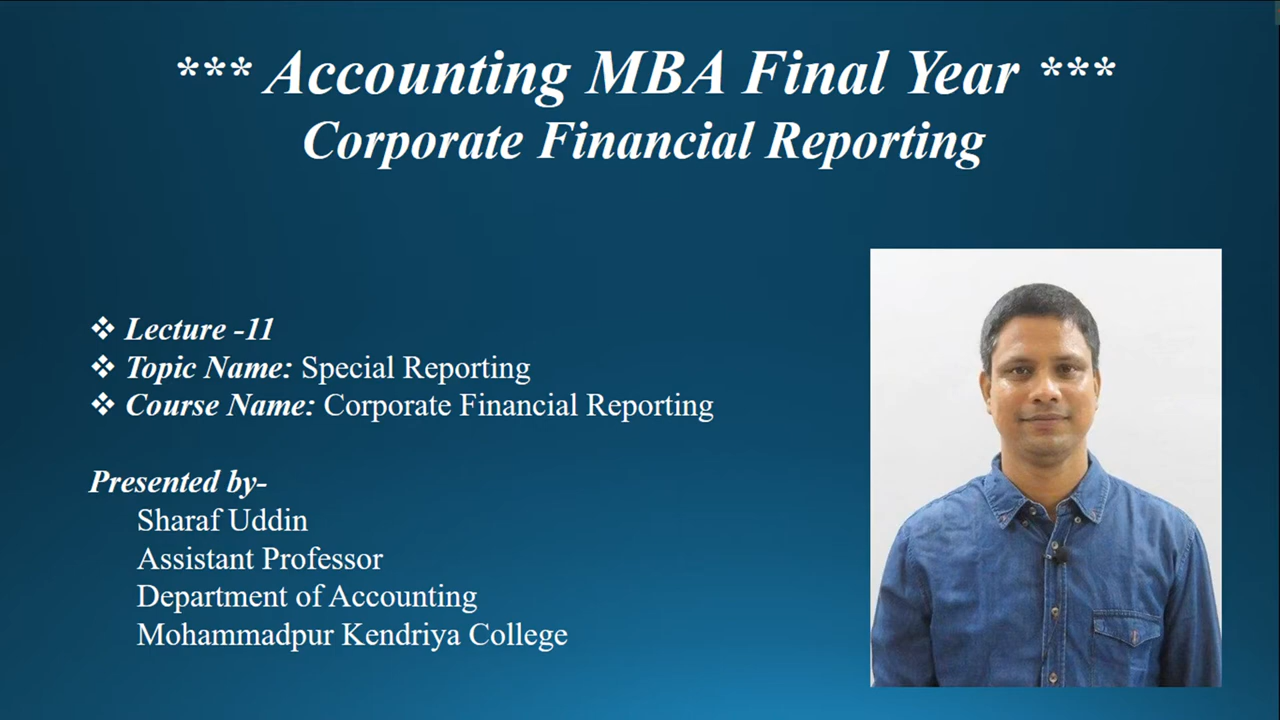 *** Accounting MBA Final Year ***
Corporate Financial Reporting
❖ Lecture -11
❖ Topic Name: Special Reporting
❖ Course Name: Corporate Financial Reporting
Presented by-
Sharaf Uddin
Assistant Professor
Department of Accounting
Mohammadpur Kendriya College